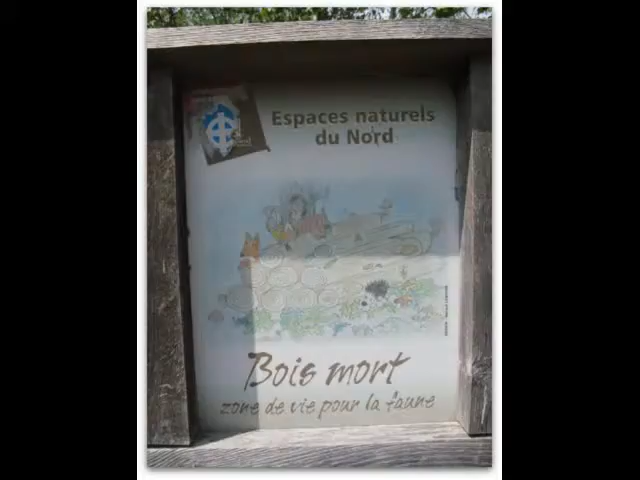 Espaces naturels
du Nord
Bois mort
zone de vie pour la faune